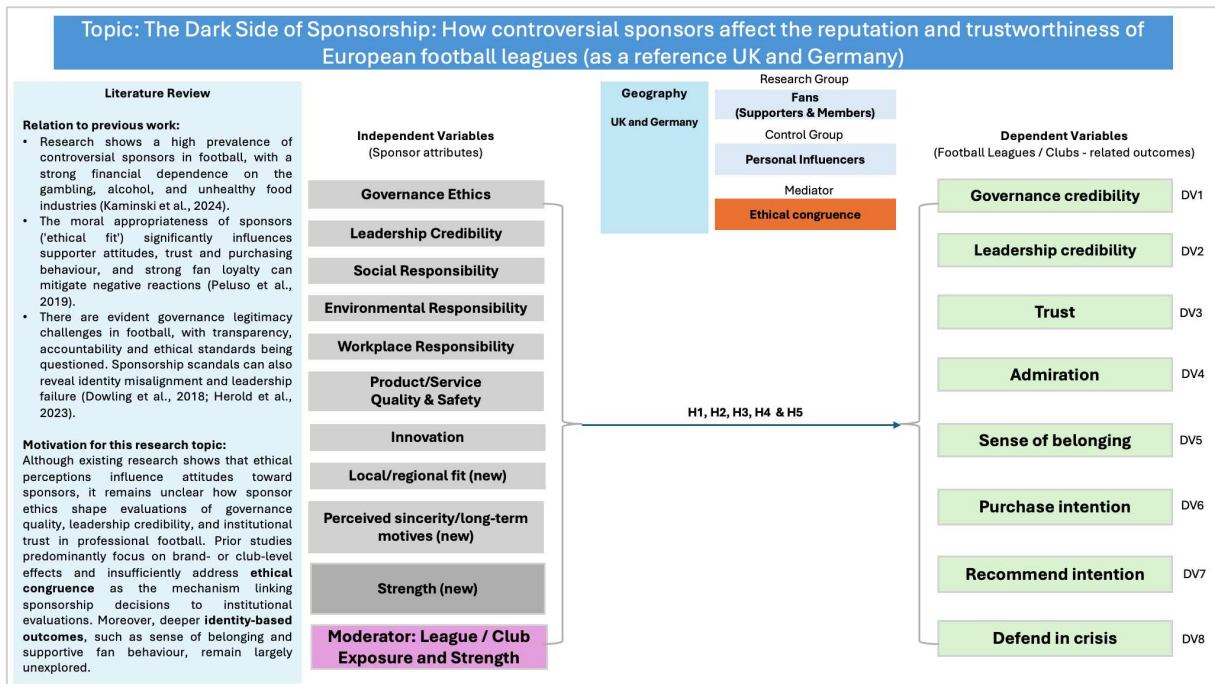 Topic: The Dark Side of Sponsorship: How controversial sponsors affect the reputation and trustworthiness of
European football leagues (as a reference UK and Germany)
Literature Review
Relation to previous work:
• Research shows a high prevalence of
controversial sponsors in football, with a
strong financial dependence on the
gambling, alcohol, and unhealthy food
industries (Kaminski et al., 2024).
• The moral appropriateness of sponsors
('ethical fit') significantly influences
supporter attitudes, trust and purchasing
behaviour, and strong fan loyalty can
mitigate negative reactions (Peluso et al.,
2019).
• There are evident governance legitimacy
challenges in football, with transparency,
accountability and ethical standards being
questioned. Sponsorship scandals can also
reveal identity misalignment and leadership
failure (Dowling et al., 2018; Herold et al.,
2023).
Motivation for this research topic:
Although existing research shows that ethical
perceptions influence attitudes toward
sponsors, it remains unclear how sponsor
ethics shape evaluations of governance
quality, leadership credibility, and institutional
trust in professional football. Prior studies
predominantly focus on brand- or club-level
effects and insufficiently address ethical
congruence as the mechanism linking
sponsorship decisions to institutional
evaluations. Moreover, deeper identity-based
outcomes, such as sense of belonging and
supportive fan behaviour, remain largely
unexplored.
Independent Variables
(Sponsor attributes)
Governance Ethics
Leadership Credibility
Social Responsibility
Environmental Responsibility
Workplace Responsibility
Product/Service
Quality & Safety
Innovation
Local/regional fit (new)
Perceived sincerity/long-term
motives (new)
Strength (new)
Moderator: League / Club
Exposure and Strength
Geography
UK and Germany
Research Group
Fans
(Supporters & Members)
Control Group
Personal Influencers
Mediator
Ethical congruence
H1, H2, H3, H4 & H5
Dependent Variables
(Football Leagues / Clubs - related outcomes)
Governance credibility DV1
Leadership credibility DV2
Trust DV3
Admiration DV4
Sense of belonging DV5
Purchase intention DV6
Recommend intention DV7
Defend in crisis DV8